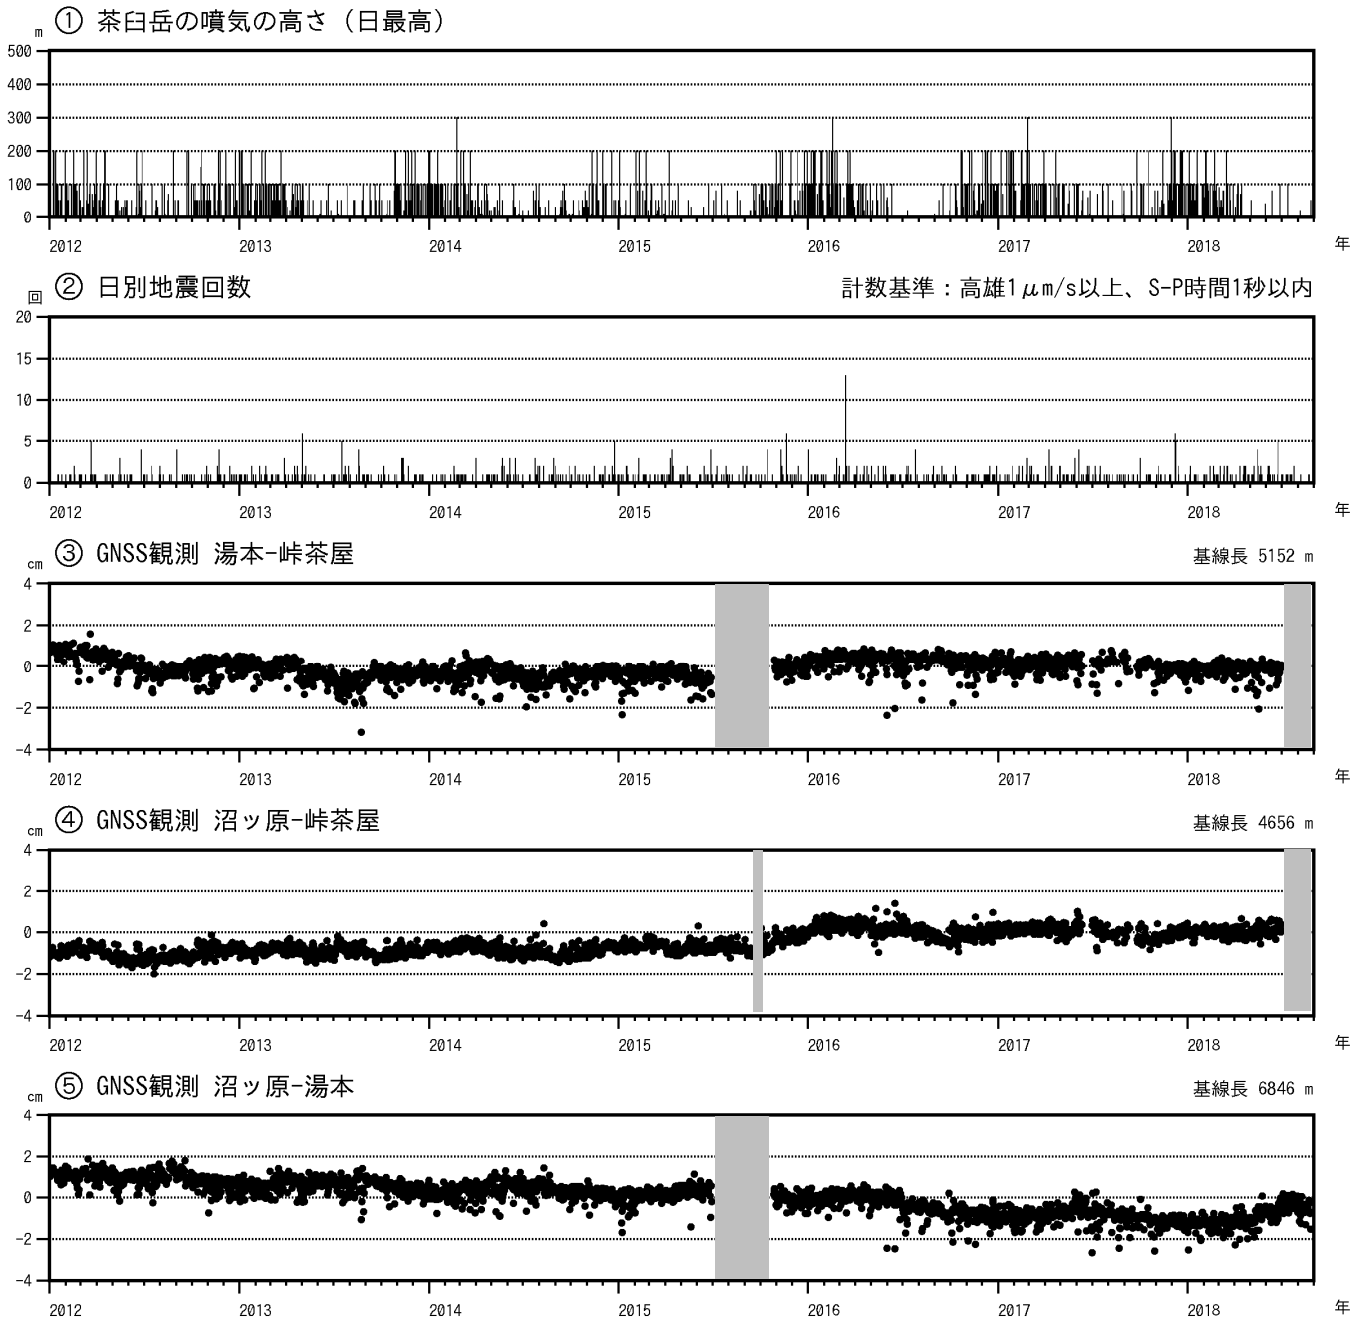 ① 茶臼岳の噴気の高さ（日最高）
m
500
400
300
200
100
0
2012 2013 2014 2015 2016 2017 2018 年
② 日別地震回数 計数基準：高雄1μm/s以上、S-P時間1秒以内
回
20
15
10
5
0
2012 2013 2014 2015 2016 2017 2018 年
③ GNSS観測 湯本-峠茶屋 基線長 5152 m
cm
4
2
0
-2
-4
2012 2013 2014 2015 2016 2017 2018 年
④ GNSS観測 沼ッ原-峠茶屋 基線長 4656 m
cm
4
2
0
-2
-4
2012 2013 2014 2015 2016 2017 2018 年
⑤ GNSS観測 沼ッ原-湯本 基線長 6846 m
cm
4
2
0
-2
-4
2012 2013 2014 2015 2016 2017 2018 年